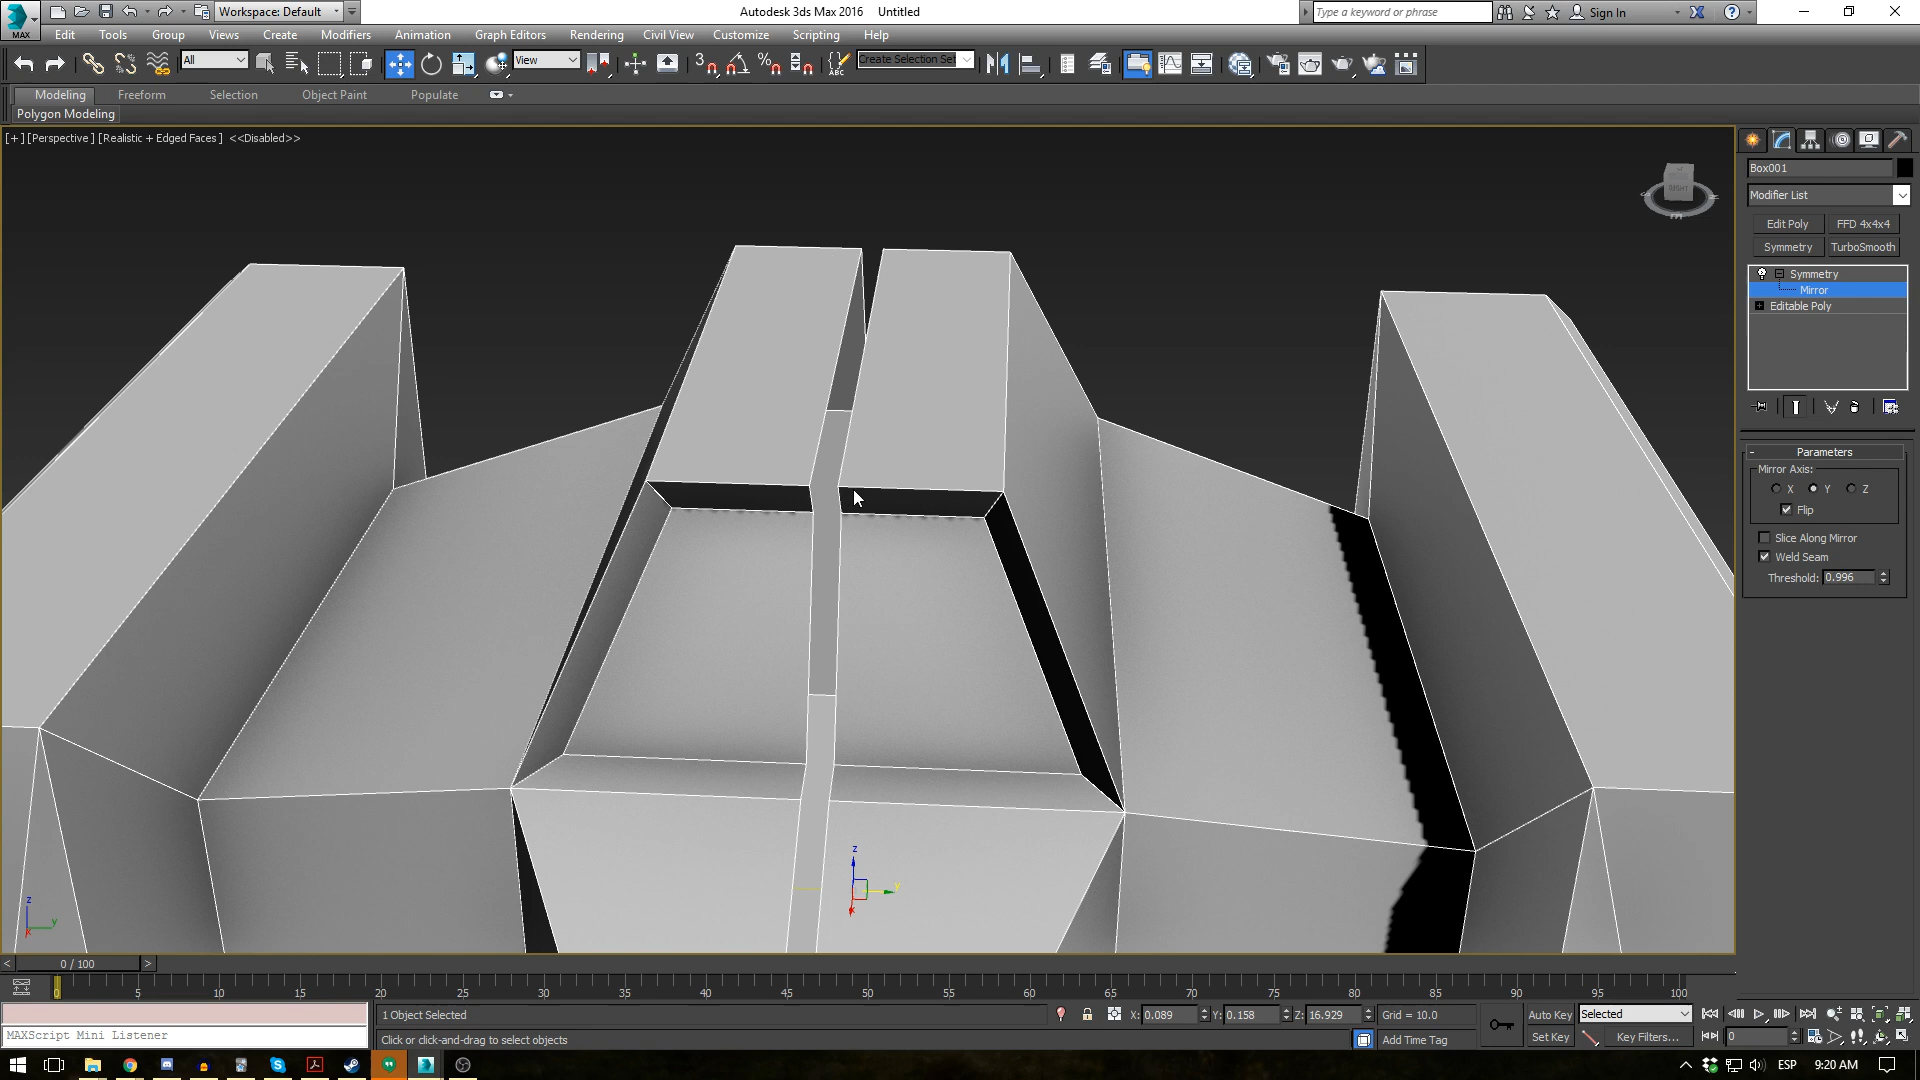 Workspace: Default
Autodesk 3ds Max 2016 Untitled
Type a keyword or phrase
Sign In
MAX
Edit Tools Group Views Create Modifiers Animation Graph Editors Rendering Civil View Customize Scripting Help
All
View
3
ABC
Create Selection Set
Modeling Freeform Selection Object Paint Populate
Polygon Modeling
[+] [Perspective] [Realistic + Edged Faces] <<Disabled>>
RIGHT
Box001
Modifier List
Edit Poly FFD 4x4x4
Symmetry TurboSmooth
Symmetry
Mirror
Editable Poly
- Parameters
Mirror Axis:
X Y Z
Flip
Slice Along Mirror
Weld Seam
Threshold: 0.996
z
y
x
z
y
x
< 0 / 100 >
0 5 10 15 20 25 30 35 40 45 50 55 60 65 70 75 80 85 90 95 100
1 Object Selected
X: 0.089 Y: 0.158 Z: 16.929 Grid = 10.0
Auto Key Selected
MAXScript Mini Listener
Click or click-and-drag to select objects
Add Time Tag
Set Key Key Filters... 0
ESP 9:20 AM